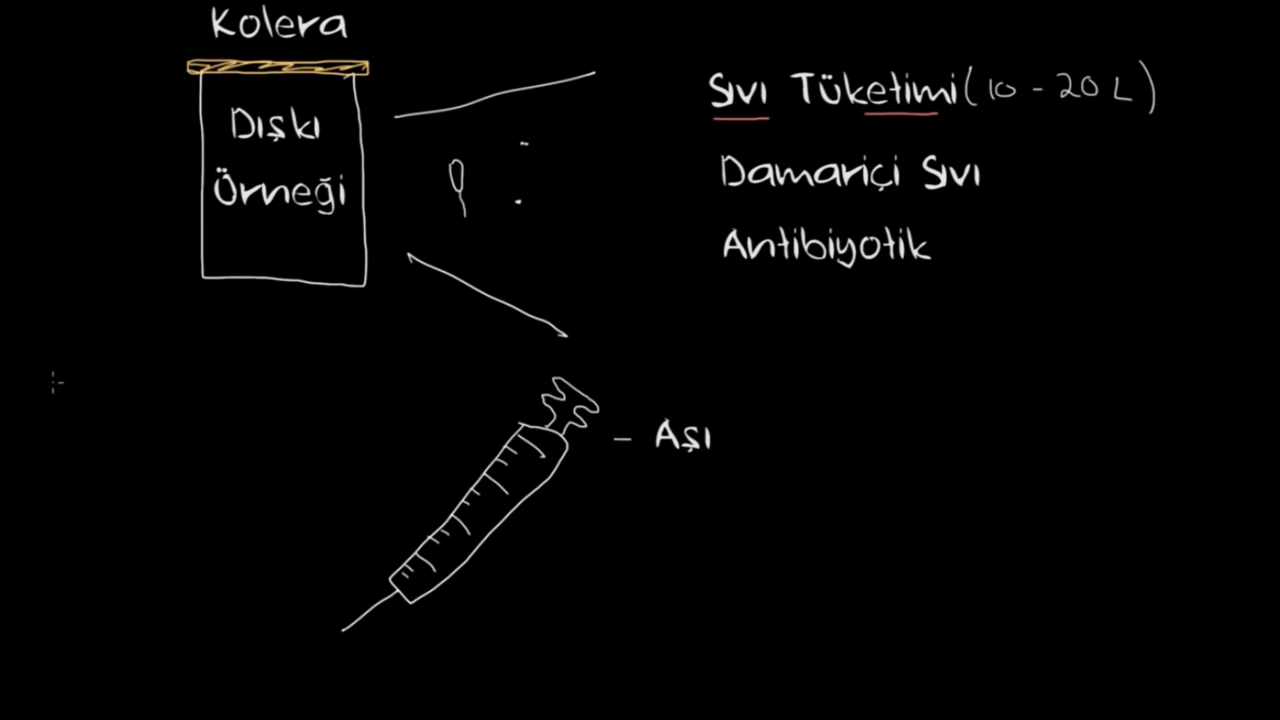 Kolera
Dışkı
Örneği
Sıvı Tüketimi (10 - 20 L)
Damariçi Sıvı
Antibiyotik
- Aşı